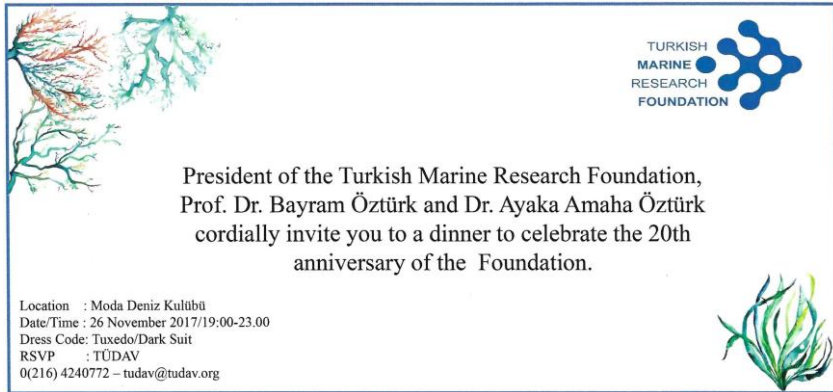 TURKISH
MARINE
RESEARCH
FOUNDATION
President of the Turkish Marine Research Foundation,
Prof. Dr. Bayram Öztürk and Dr. Ayaka Amaha Öztürk
cordially invite you to a dinner to celebrate the 20th
anniversary of the Foundation.
Location : Moda Deniz Kulübü
Date/Time : 26 November 2017/19:00-23.00
Dress Code: Tuxedo/Dark Suit
RSVP : TÜDAV
0(216) 4240772 – tudav@tudav.org